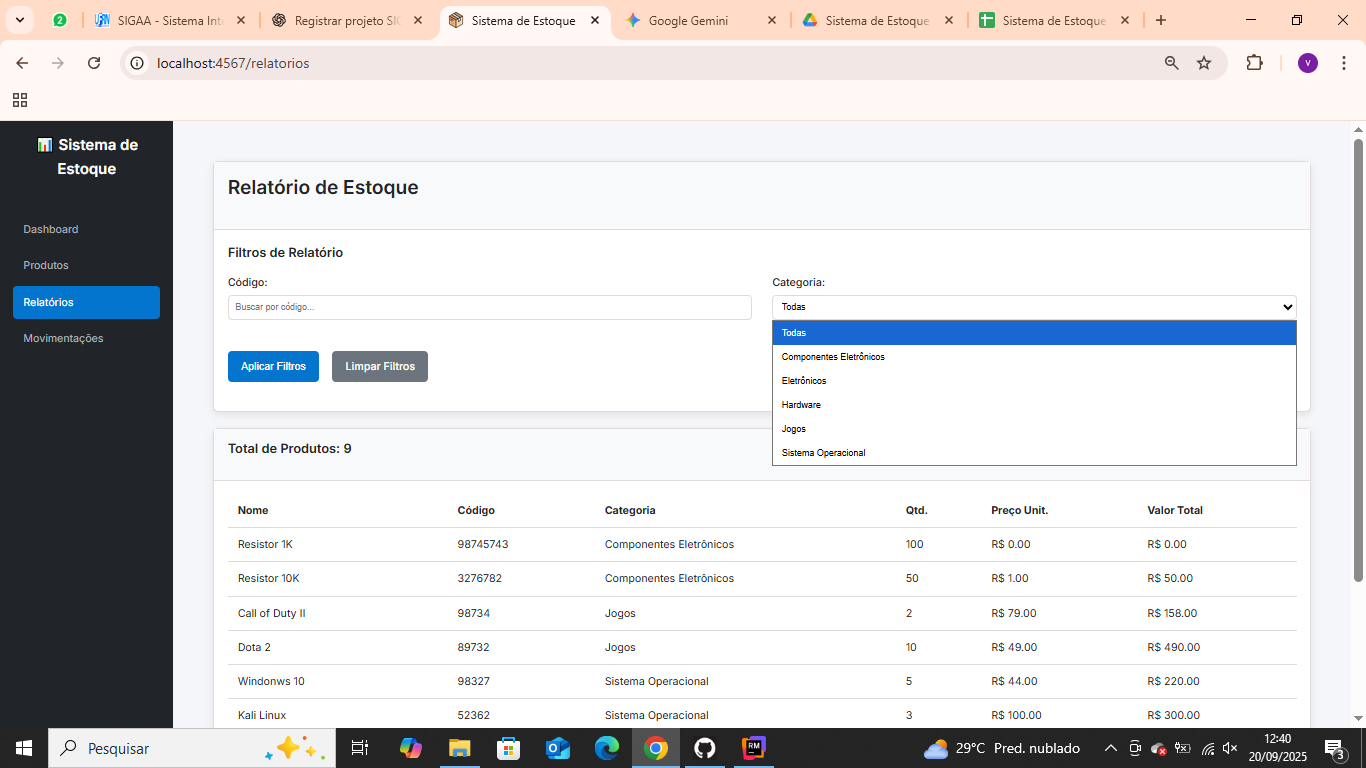 2
SIGAA - Sistema Inte
Registrar projeto SIG
Sistema de Estoque
Google Gemini
Sistema de Estoque
Sistema de Estoque
localhost:4567/relatorios
V
Sistema de
Estoque
Dashboard
Produtos
Relatórios
Movimentações
Relatório de Estoque
Filtros de Relatório
Código: Categoria:
Buscar por código... Todas
Todas
Componentes Eletrônicos
Eletrônicos
Hardware
Jogos
Sistema Operacional
Aplicar Filtros Limpar Filtros
Total de Produtos: 9
Nome Código Categoria Qtd. Preço Unit. Valor Total
Resistor 1K 98745743 Componentes Eletrônicos 100 R$ 0.00 R$ 0.00
Resistor 10K 3276782 Componentes Eletrônicos 50 R$ 1.00 R$ 50.00
Call of Duty II 98734 Jogos 2 R$ 79.00 R$ 158.00
Dota 2 89732 Jogos 10 R$ 49.00 R$ 490.00
Windonws 10 98327 Sistema Operacional 5 R$ 44.00 R$ 220.00
Kali Linux 52362 Sistema Operacional 3 R$ 100.00 R$ 300.00
Pesquisar
RM
29°C Pred. nublado
12:40
20/09/2025
3